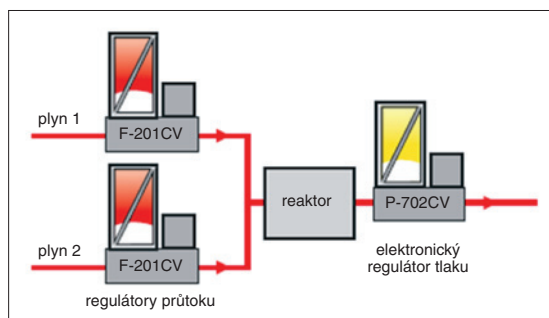 plyn 1
F-201CV
plyn 2
F-201CV
regulátory průtoku
reaktor
P-702CV
elektronický
regulátor tlaku